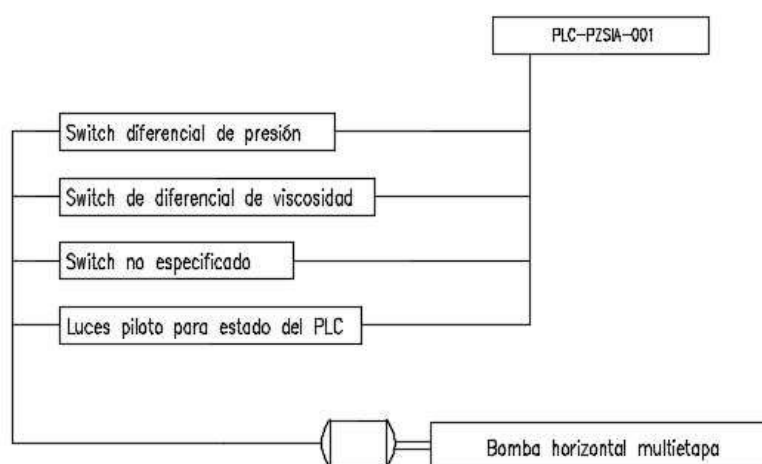 PLC-PZSIA-001
Switch diferencial de presión
Switch de diferencial de viscosidad
Switch no especificado
Luces piloto para estado del PLC
Bomba horizontal multietapa